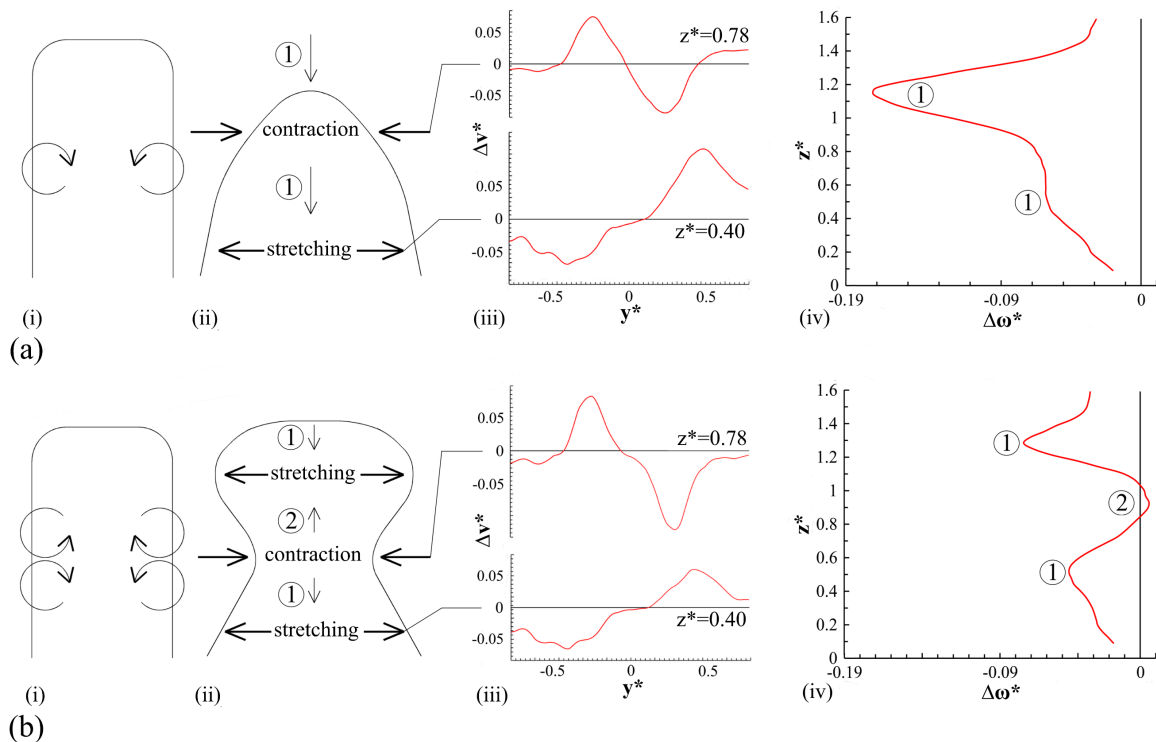 ①
contraction
①
stretching
(i)
(ii)
0.05
0
-0.05
z*=0.78
Δv*
0.05
0
-0.05
z*=0.40
-0.5
0
0.5
y*
(iii)
1.6
1.4
1.2
1
0.8
0.6
0.4
0.2
0
z*
①
①
-0.19
-0.09
0
Δω*
(iv)
(a)
①
stretching
②
contraction
①
stretching
(i)
(ii)
0.05
0
-0.05
z*=0.78
Δv*
0.05
0
-0.05
z*=0.40
-0.5
0
0.5
y*
(iii)
1.6
1.4
1.2
1
0.8
0.6
0.4
0.2
0
z*
①
②
①
-0.19
-0.09
0
Δω*
(iv)
(b)